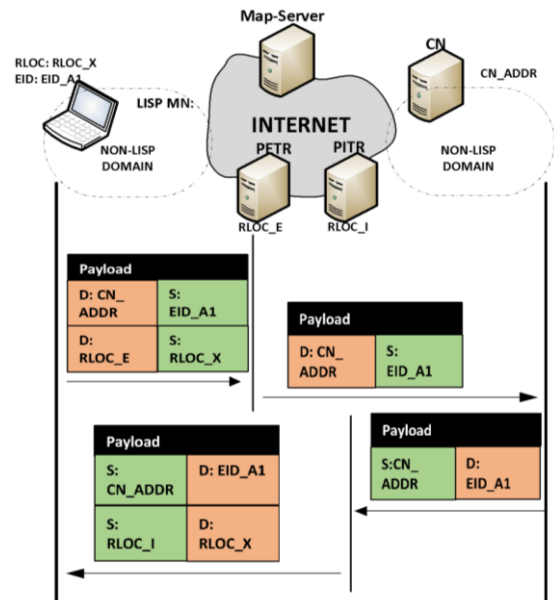 Map-Server
RLOC: RLOC_X
EID: EID_A1
CN
CN_ADDR
LISP MN:
INTERNET
NON-LISP
DOMAIN
PETR
PITR
NON-LISP
DOMAIN
RLOC_E
RLOC_I
Payload
D: CN_
ADDR
S:
EID_A1
D:
RLOC_E
S:
RLOC_X
Payload
D: CN_
ADDR
S:
EID_A1
Payload
S:CN_
ADDR
D:
EID_A1
Payload
S:
CN_ADDR
D: EID_A1
S:
RLOC_I
D:
RLOC_X